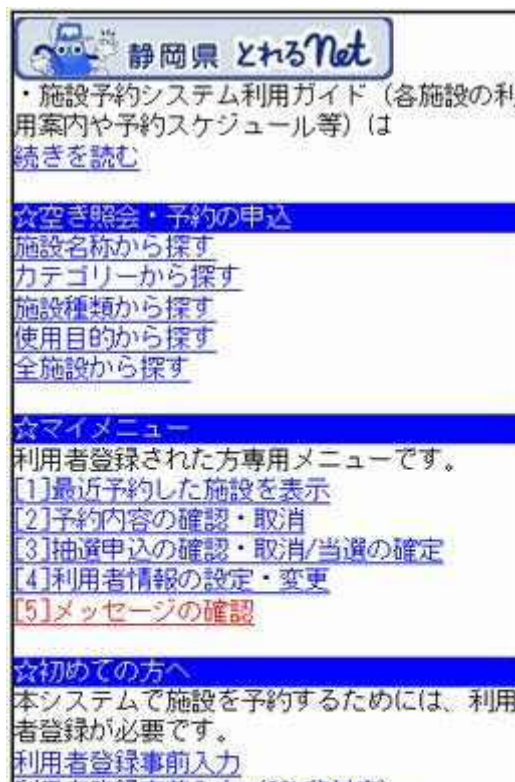 静岡県 とれるnet
・施設予約システム利用ガイド（各施設の利
用案内や予約スケジュール等）は
続きを読む
☆空き照会・予約の申込
施設名称から探す
カテゴリーから探す
施設種類から探す
使用目的から探す
全施設から探す
☆マイメニュー
利用者登録された方専用メニューです。
[1]最近予約した施設を表示
[2]予約内容の確認・取消
[3]抽選申込の確認・取消/当選の確定
[4]利用者情報の設定・変更
[5]メッセージの確認
☆初めての方へ
本システムで施設を予約するためには、利用
者登録が必要です。
利用者登録事前入力